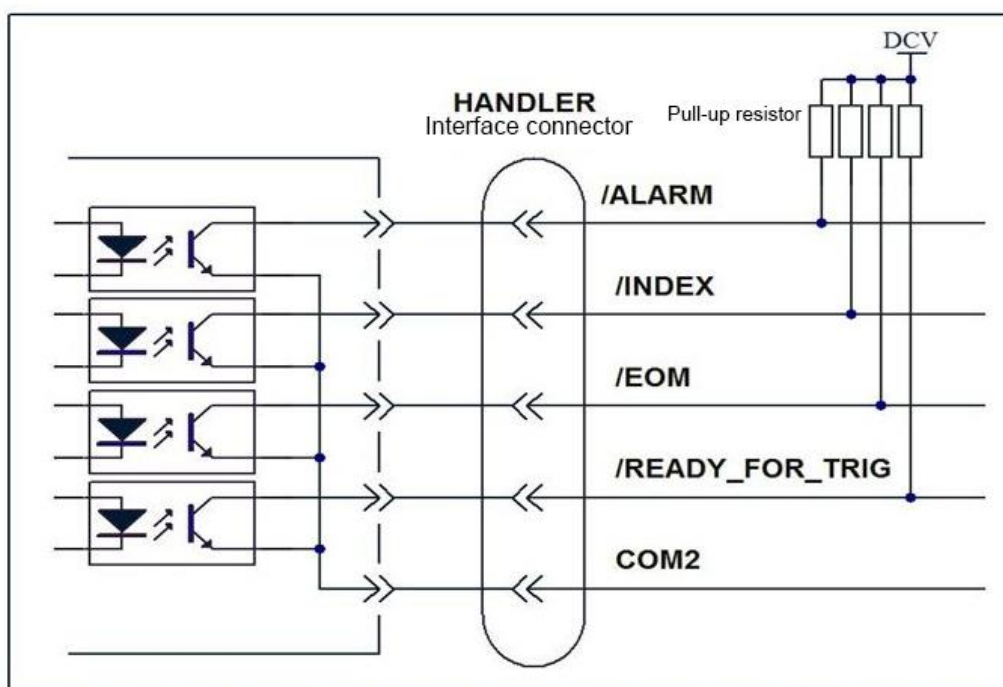 DCV
HANDLER
Interface connector
Pull-up resistor
/ALARM
/INDEX
/EOM
/READY_FOR_TRIG
COM2